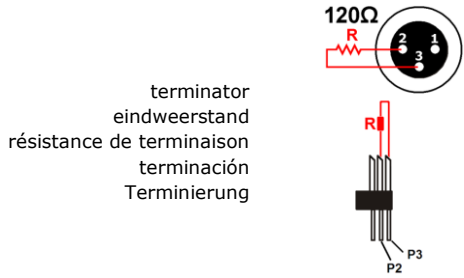 120Ω
R
2 1
3
terminator
eindweerstand
résistance de terminaison
terminación
Terminierung
R
P3
P2